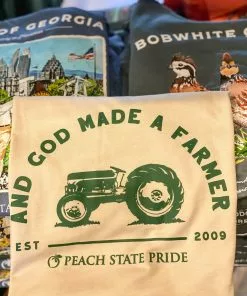 OF GEORGIA
BOBWHITE
AND GOD MADE A FARMER
EST 2009
PEACH STATE PRIDE